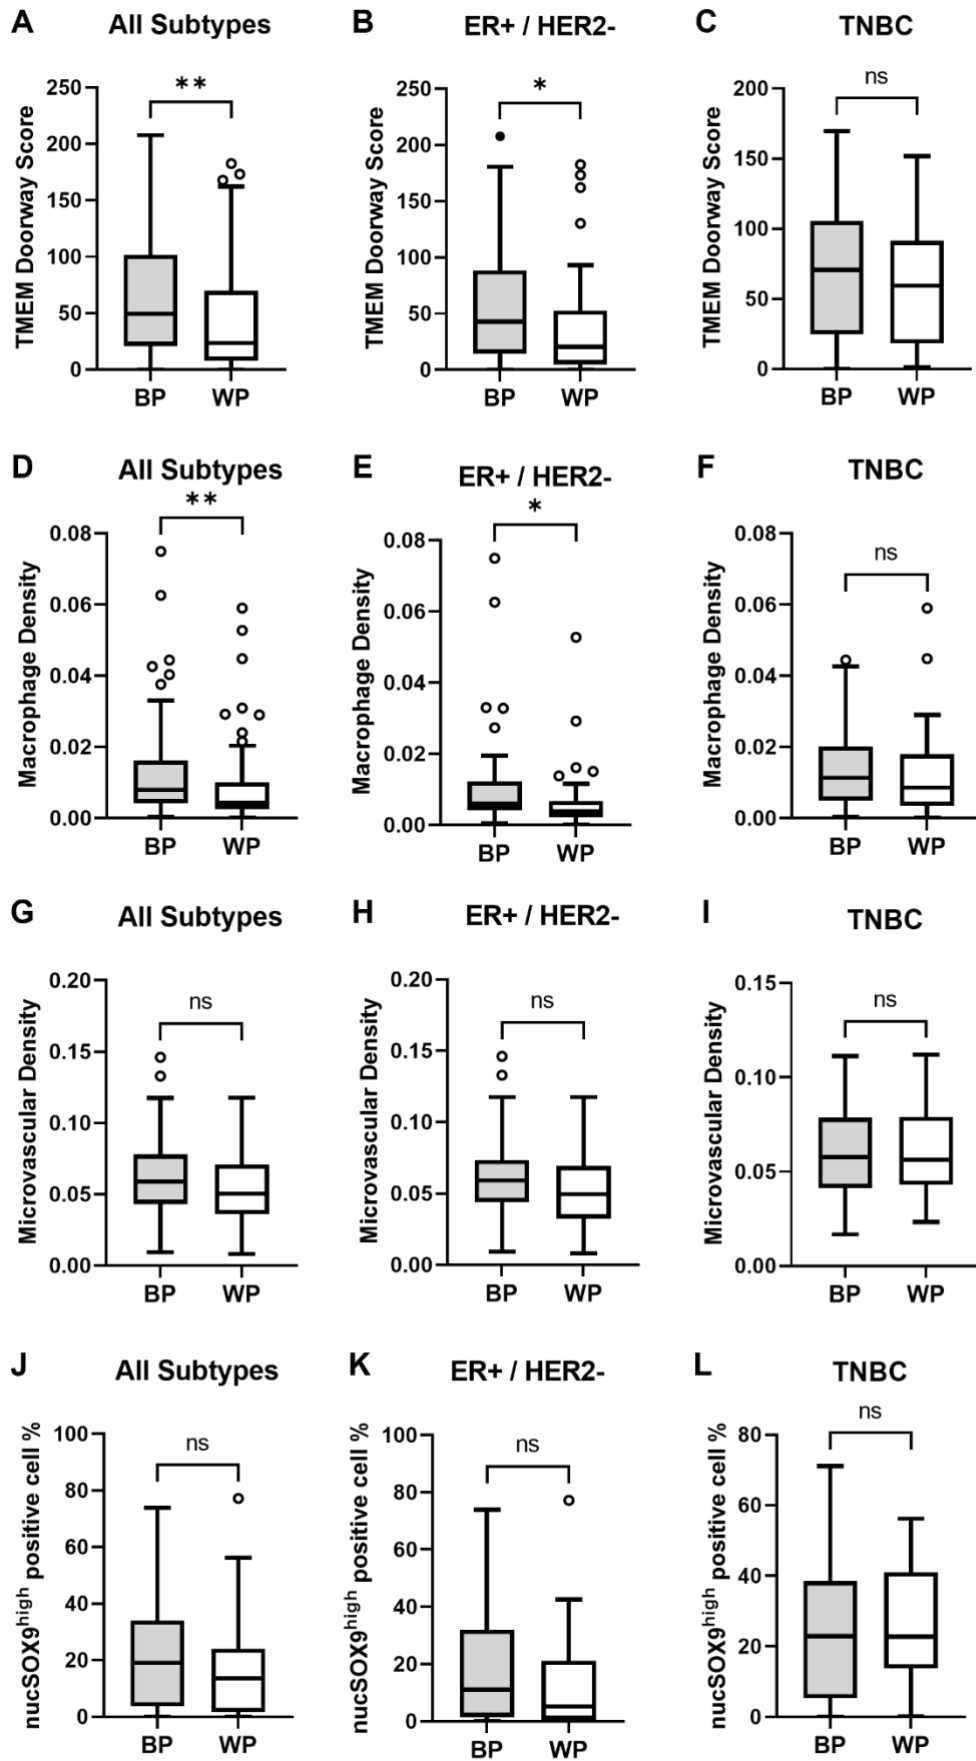 A All Subtypes
**
TMEM Doorway Score
250
200
150
100
50
0
BP WP
B ER+ / HER2-
*
TMEM Doorway Score
250
200
150
100
50
0
BP WP
C TNBC
ns
TMEM Doorway Score
200
150
100
50
0
BP WP
D All Subtypes
**
Macrophage Density
0.08
0.06
0.04
0.02
0.00
BP WP
E ER+ / HER2-
*
Macrophage Density
0.08
0.06
0.04
0.02
0.00
BP WP
F TNBC
ns
Macrophage Density
0.08
0.06
0.04
0.02
0.00
BP WP
G All Subtypes
ns
Microvascular Density
0.20
0.15
0.10
0.05
0.00
BP WP
H ER+ / HER2-
ns
Microvascular Density
0.20
0.15
0.10
0.05
0.00
BP WP
I TNBC
ns
Microvascular Density
0.15
0.10
0.05
0.00
BP WP
J All Subtypes
ns
nucSOX9high positive cell %
100
80
60
40
20
0
BP WP
K ER+ / HER2-
ns
nucSOX9high positive cell %
100
80
60
40
20
0
BP WP
L TNBC
ns
nucSOX9high positive cell %
80
60
40
20
0
BP WP